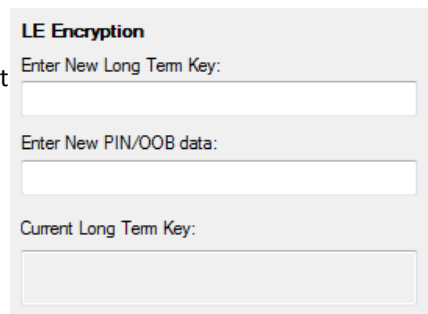 LE Encryption
Enter New Long Term Key:
t
Enter New PIN/OOB data:
Current Long Term Key: